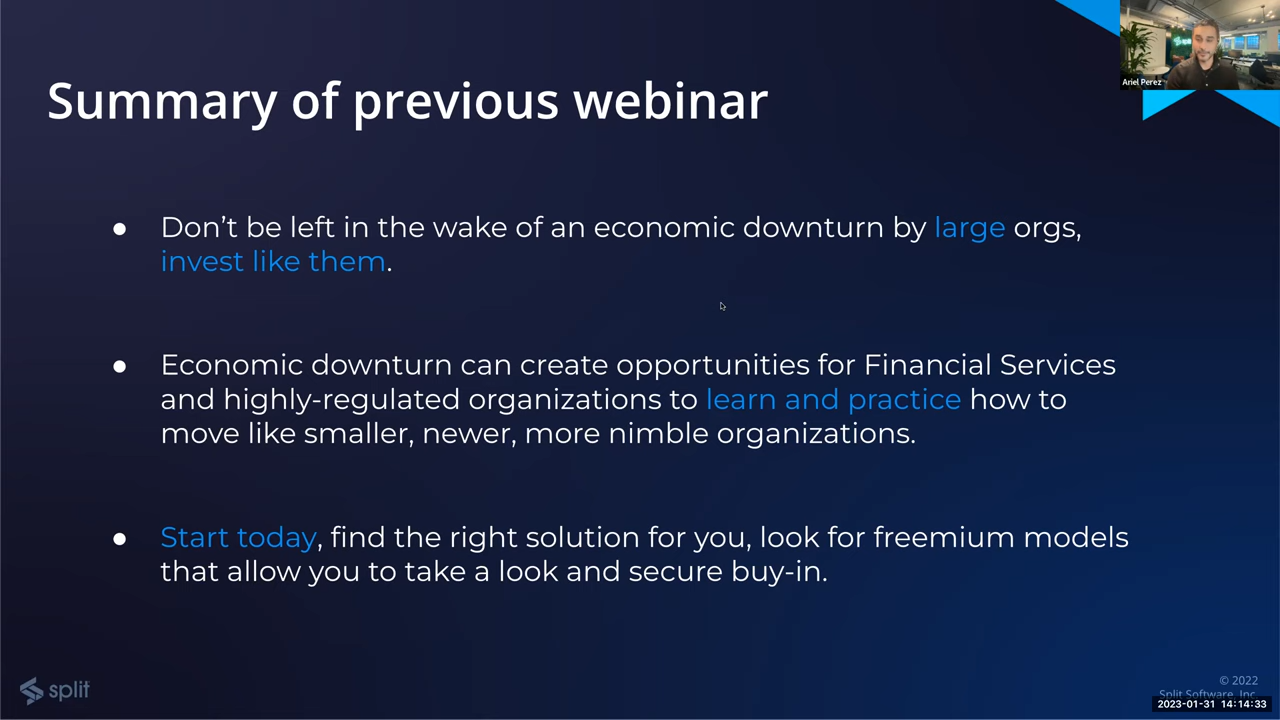 Ariel Perez
Summary of previous webinar
● Don’t be left in the wake of an economic downturn by large orgs,
invest like them.
● Economic downturn can create opportunities for Financial Services
and highly-regulated organizations to learn and practice how to
move like smaller, newer, more nimble organizations.
● Start today, find the right solution for you, look for freemium models
that allow you to take a look and secure buy-in.
split
© 2022
Split Software, Inc.
2023-01-31 14:14:33